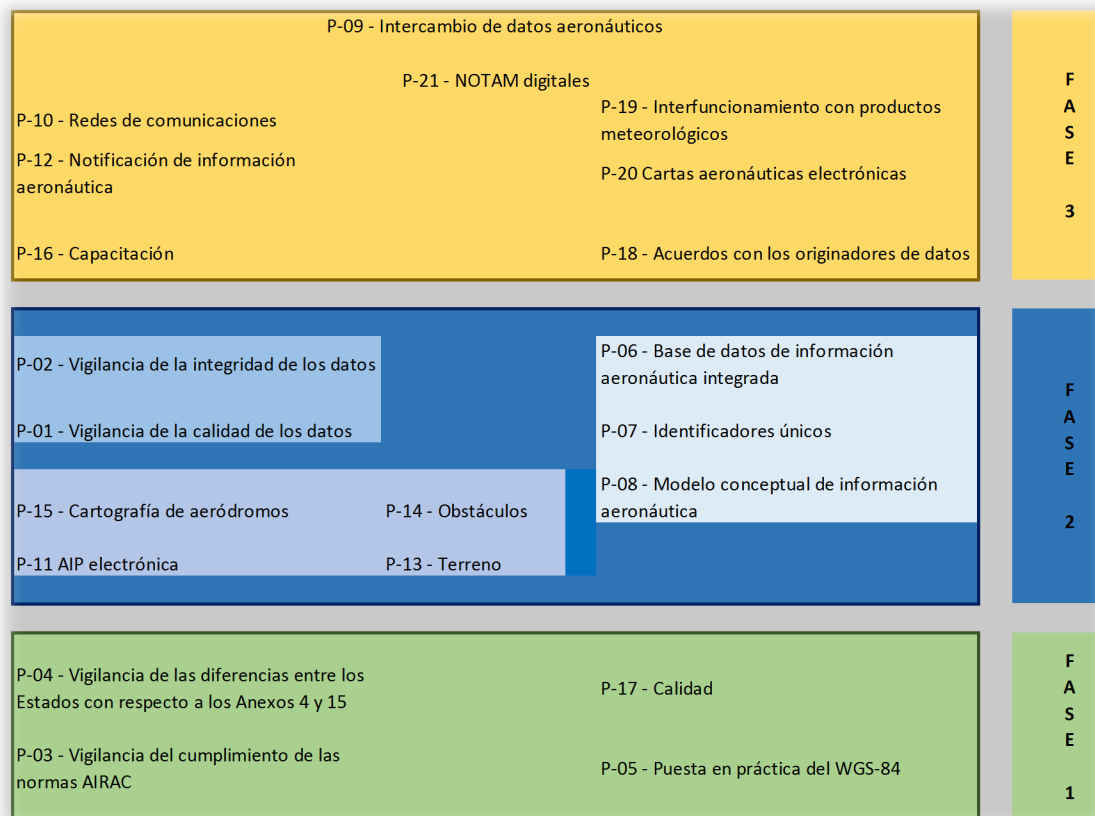 P-09 - Intercambio de datos aeronáuticos
P-21 - NOTAM digitales
P-10 - Redes de comunicaciones
P-12 - Notificación de información
aeronáutica
P-16 - Capacitación
P-19 - Interfuncionamiento con productos
meteorológicos
P-20 Cartas aeronáuticas electrónicas
P-18 - Acuerdos con los originadores de datos
F
A
S
E
3
P-02 - Vigilancia de la integridad de los datos
P-01 - Vigilancia de la calidad de los datos
P-15 - Cartografía de aeródromos
P-11 AIP electrónica
P-14 - Obstáculos
P-13 - Terreno
P-06 - Base de datos de información
aeronáutica integrada
P-07 - Identificadores únicos
P-08 - Modelo conceptual de información
aeronáutica
F
A
S
E
2
P-04 - Vigilancia de las diferencias entre los
Estados con respecto a los Anexos 4 y 15
P-03 - Vigilancia del cumplimiento de las
normas AIRAC
P-17 - Calidad
P-05 - Puesta en práctica del WGS-84
F
A
S
E
1